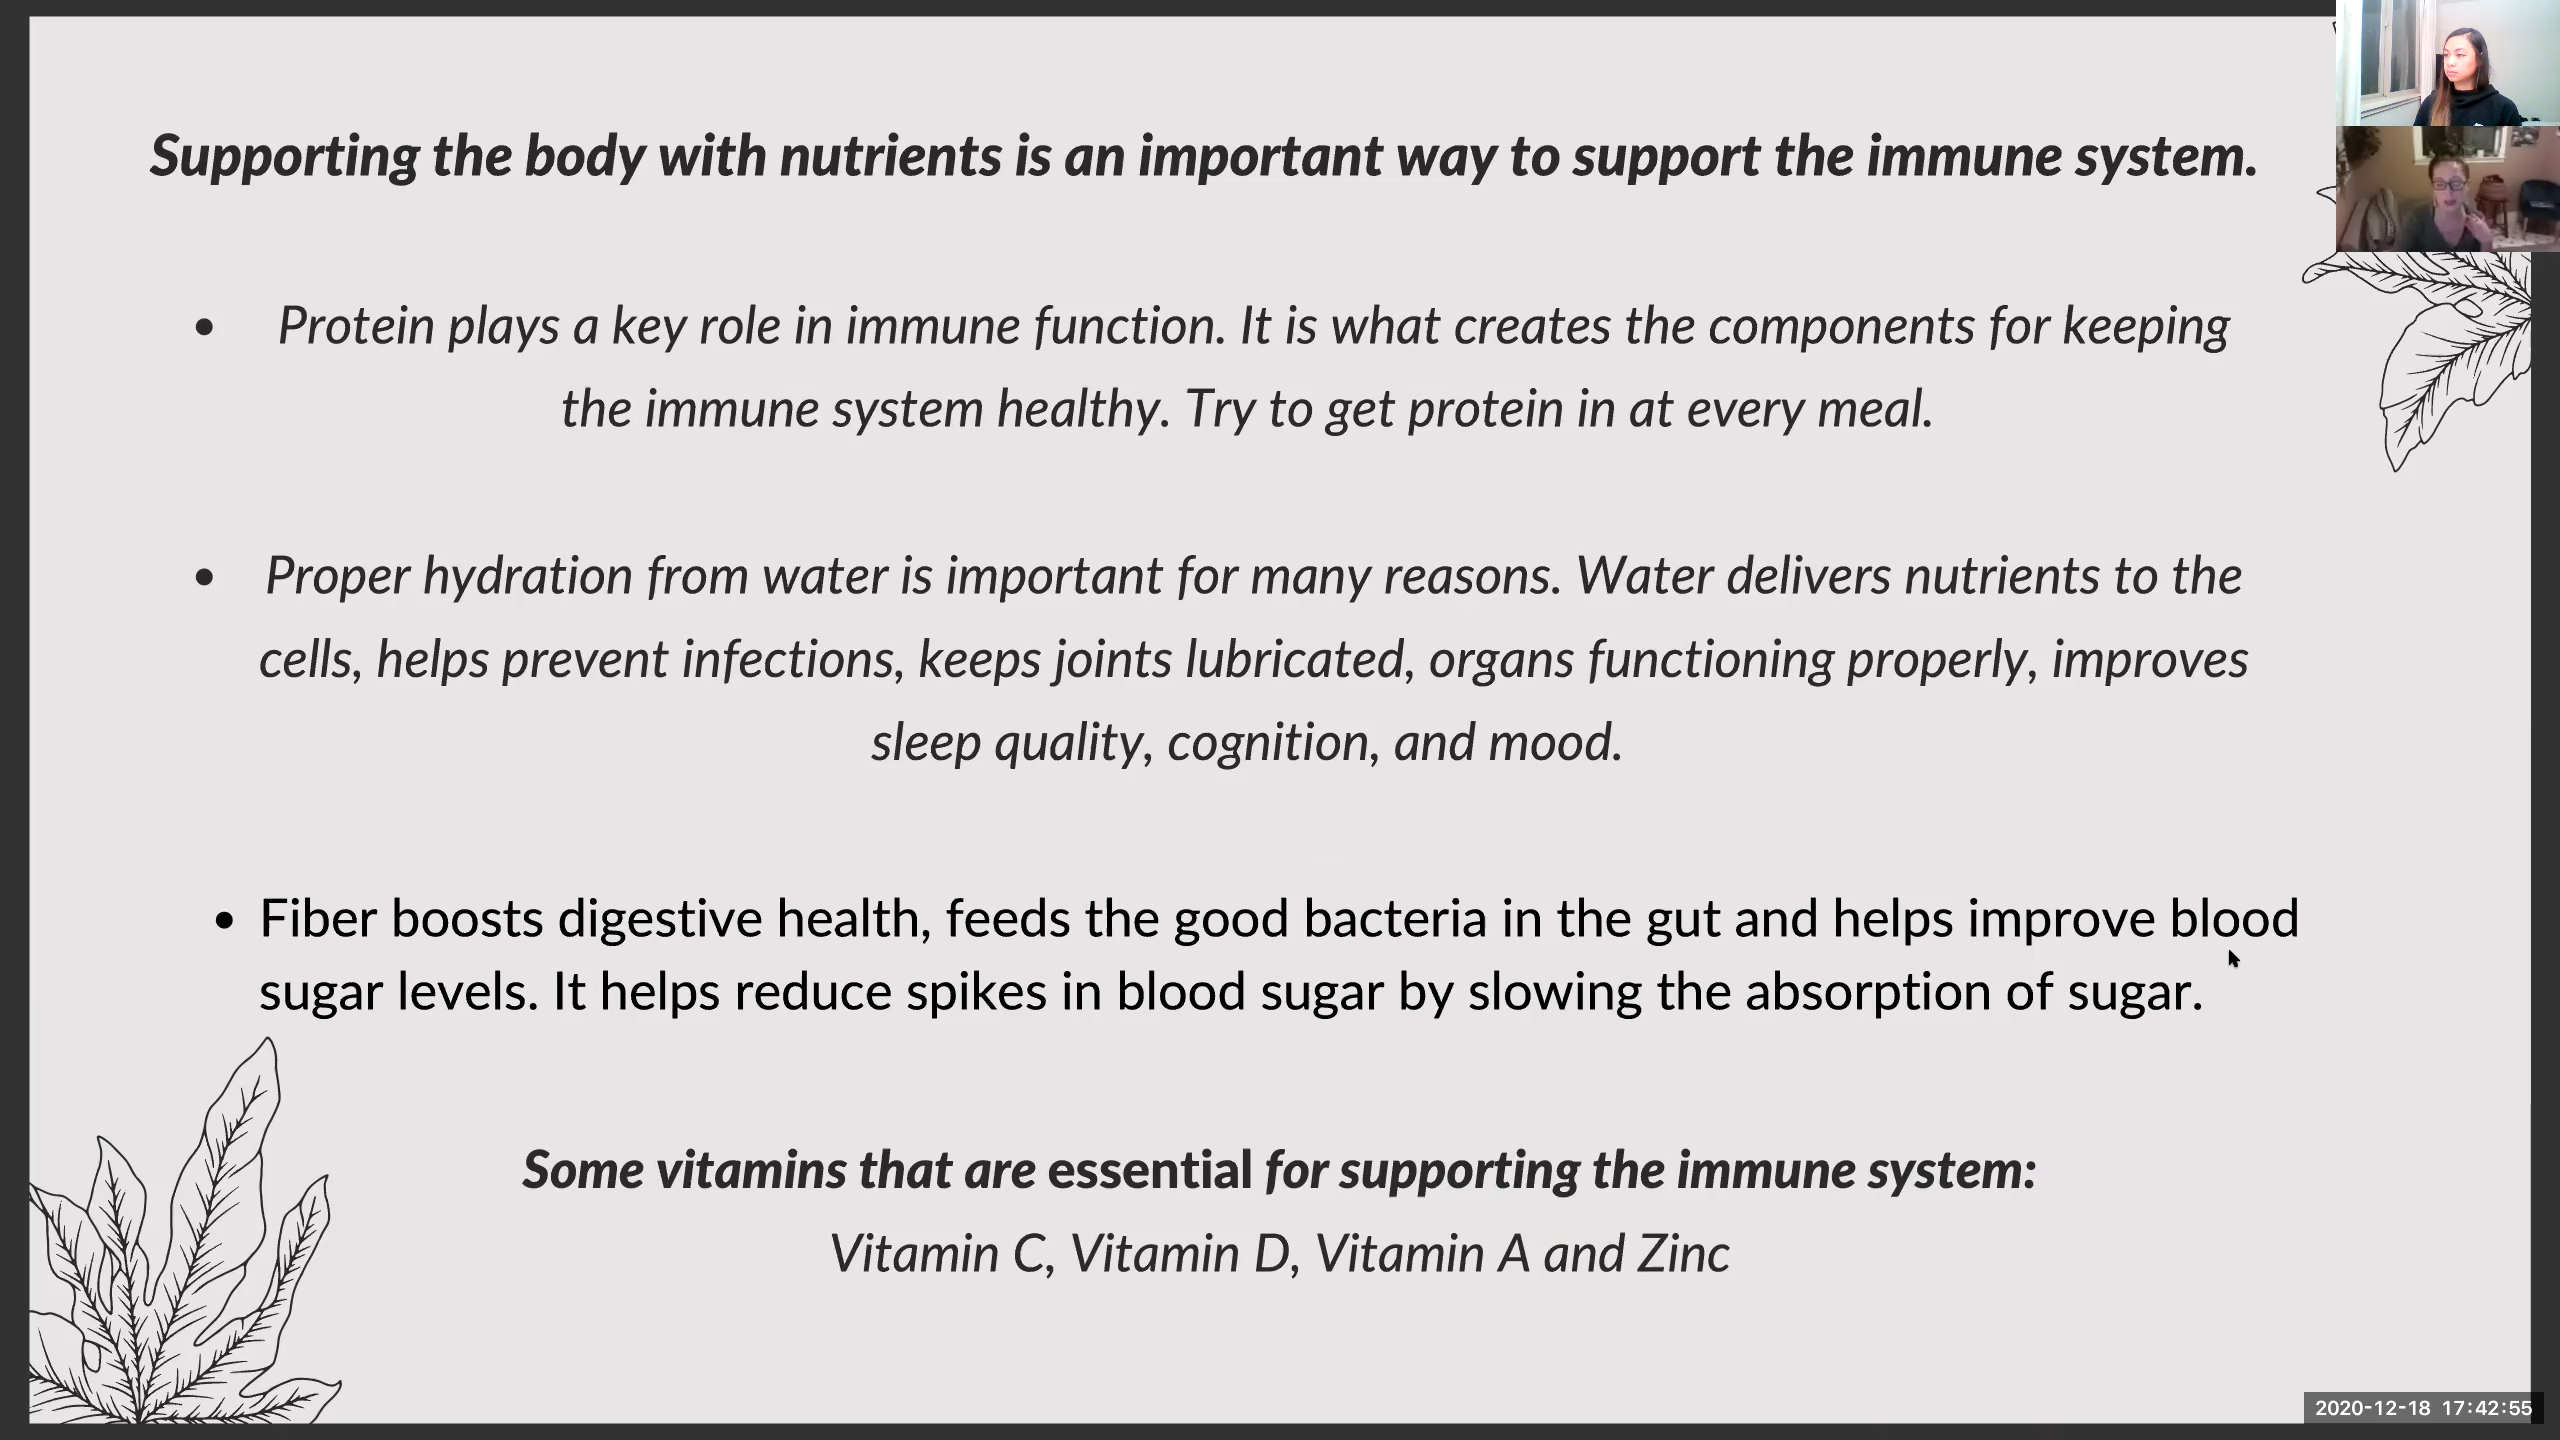 Supporting the body with nutrients is an important way to support the immune system.
• Protein plays a key role in immune function. It is what creates the components for keeping
the immune system healthy. Try to get protein in at every meal.
• Proper hydration from water is important for many reasons. Water delivers nutrients to the
cells, helps prevent infections, keeps joints lubricated, organs functioning properly, improves
sleep quality, cognition, and mood.
• Fiber boosts digestive health, feeds the good bacteria in the gut and helps improve blood
sugar levels. It helps reduce spikes in blood sugar by slowing the absorption of sugar.
Some vitamins that are essential for supporting the immune system:
Vitamin C, Vitamin D, Vitamin A and Zinc
2020-12-18 17:42:55